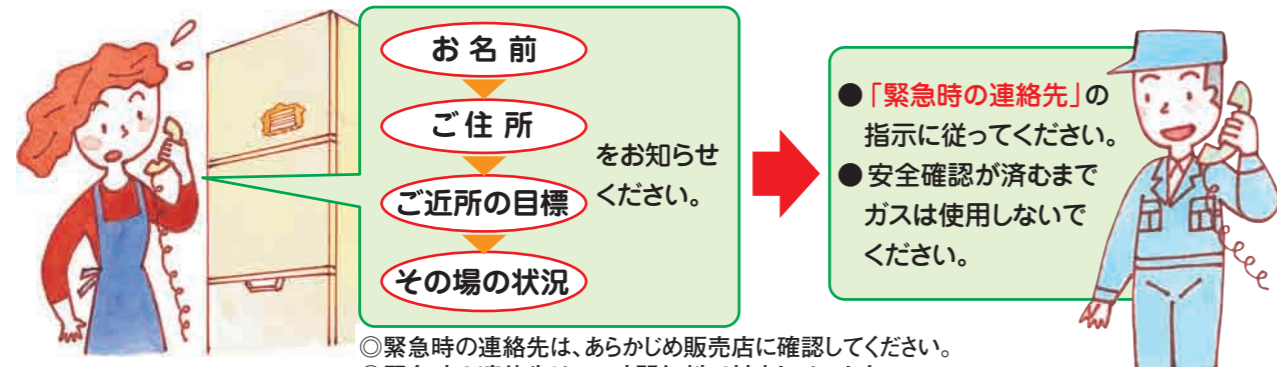 お名前
ご住所
ご近所の目標
その場の状況
をお知らせ
ください。
●「緊急時の連絡先」の
指示に従ってください。
●安全確認が済むまで
ガスは使用しないで
ください。
◎緊急時の連絡先は、あらかじめ販売店に確認してください。